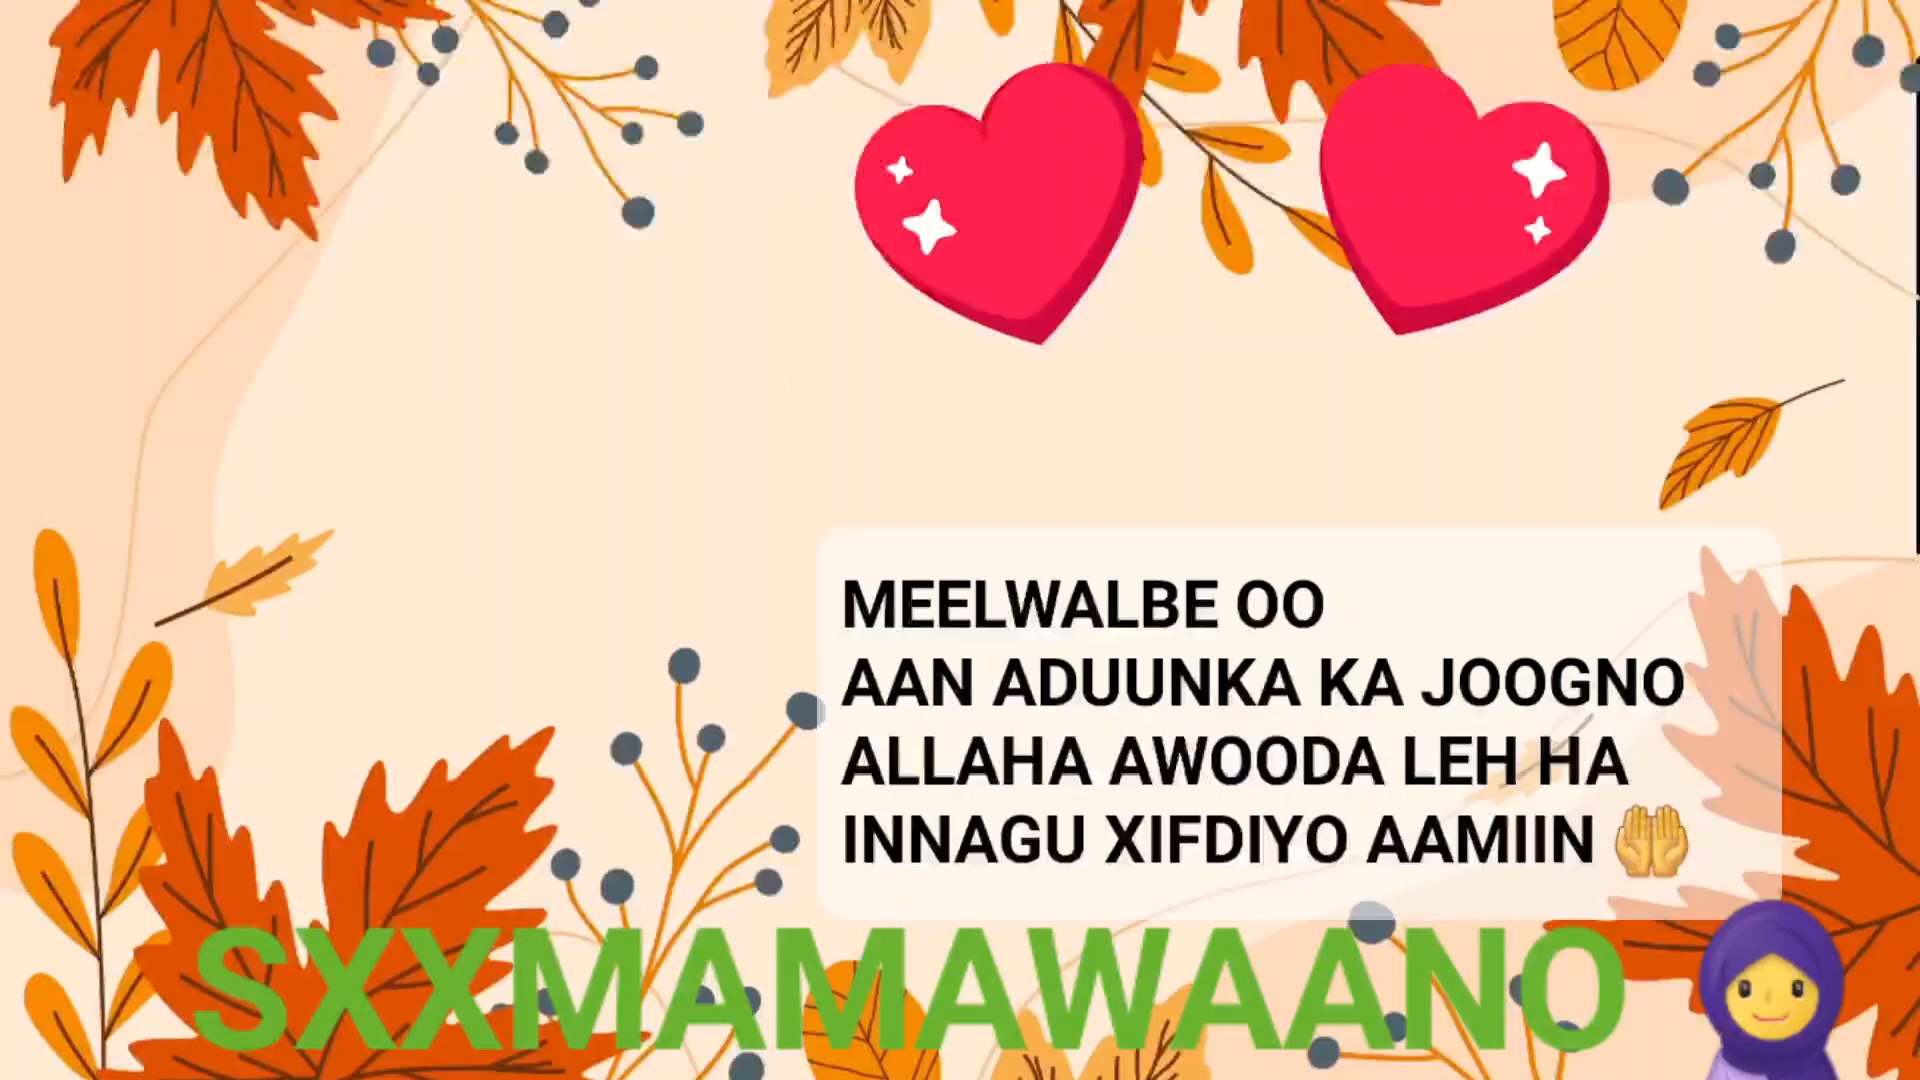 MEELWALBE OO
AAN ADUUNKA KA JOOGNO
ALLAHA AWOODA LEH HA
INNAGU XIFDIYO AAMIIN 🤲
SXXMAMAWAANO 🧕